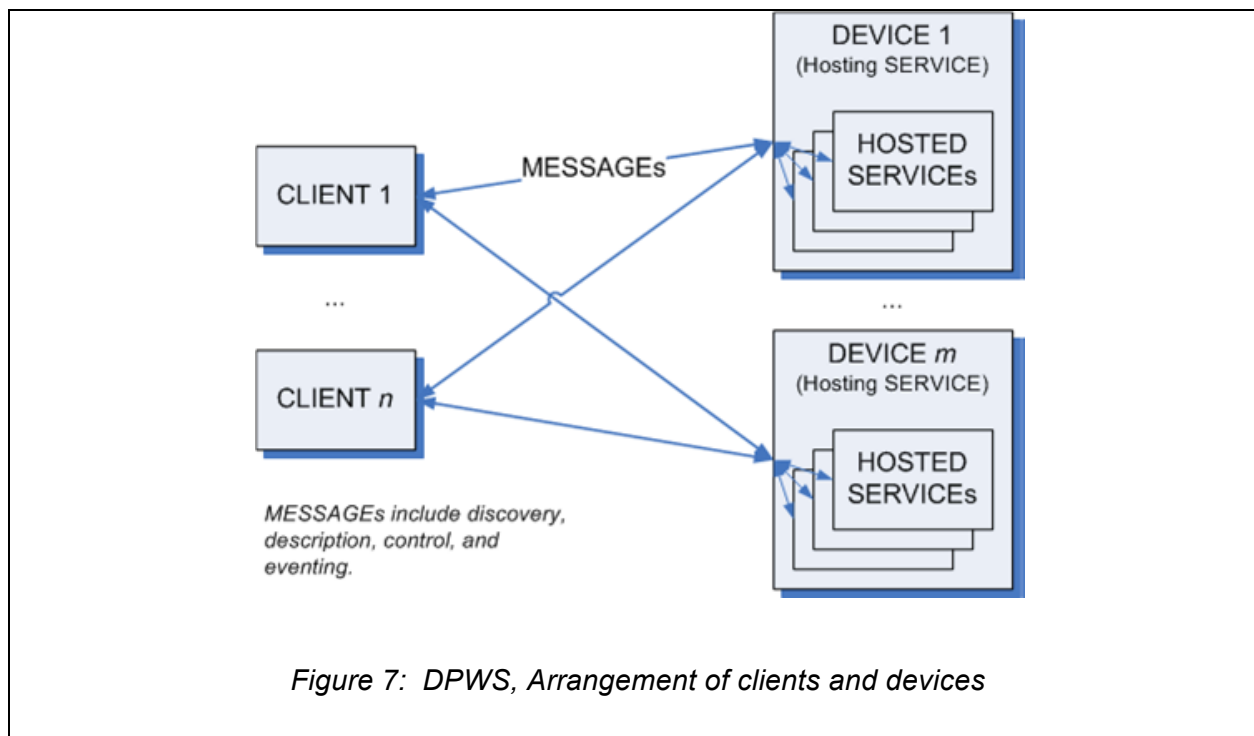 DEVICE 1
(Hosting SERVICE)
HOSTED
SERVICEs
MESSAGEs
CLIENT 1
...
...
CLIENT n
DEVICE m
(Hosting SERVICE)
HOSTED
SERVICEs
MESSAGEs include discovery,
description, control, and
eventing.
Figure 7: DPWS, Arrangement of clients and devices